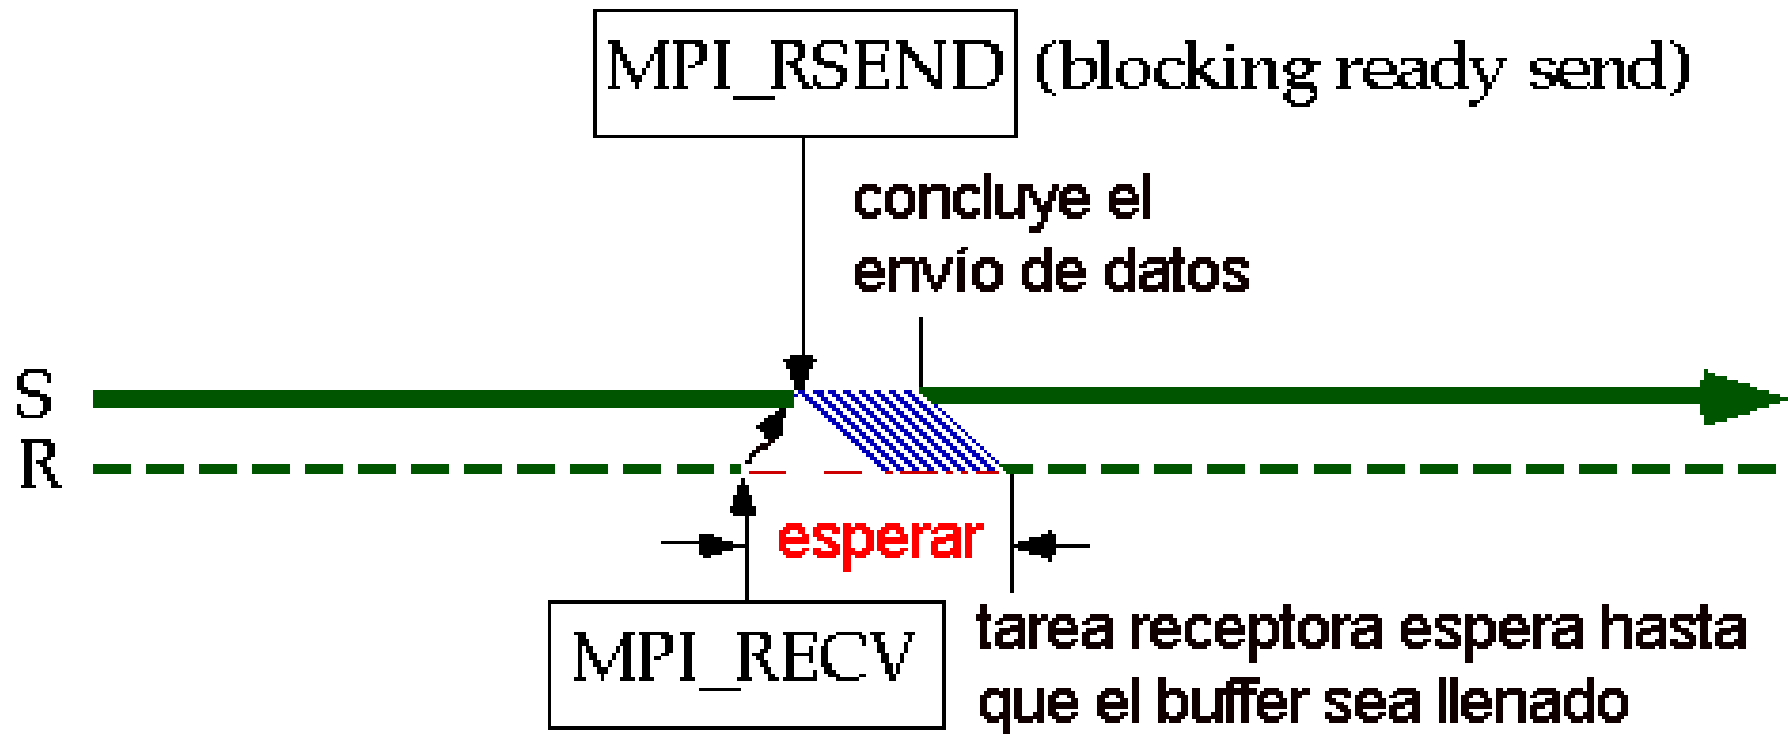 MPI_RSEND (blocking ready send)
concluye el
envío de datos
S
R
esperar
MPI_RECV
tarea receptora espera hasta
que el buffer sea llenado